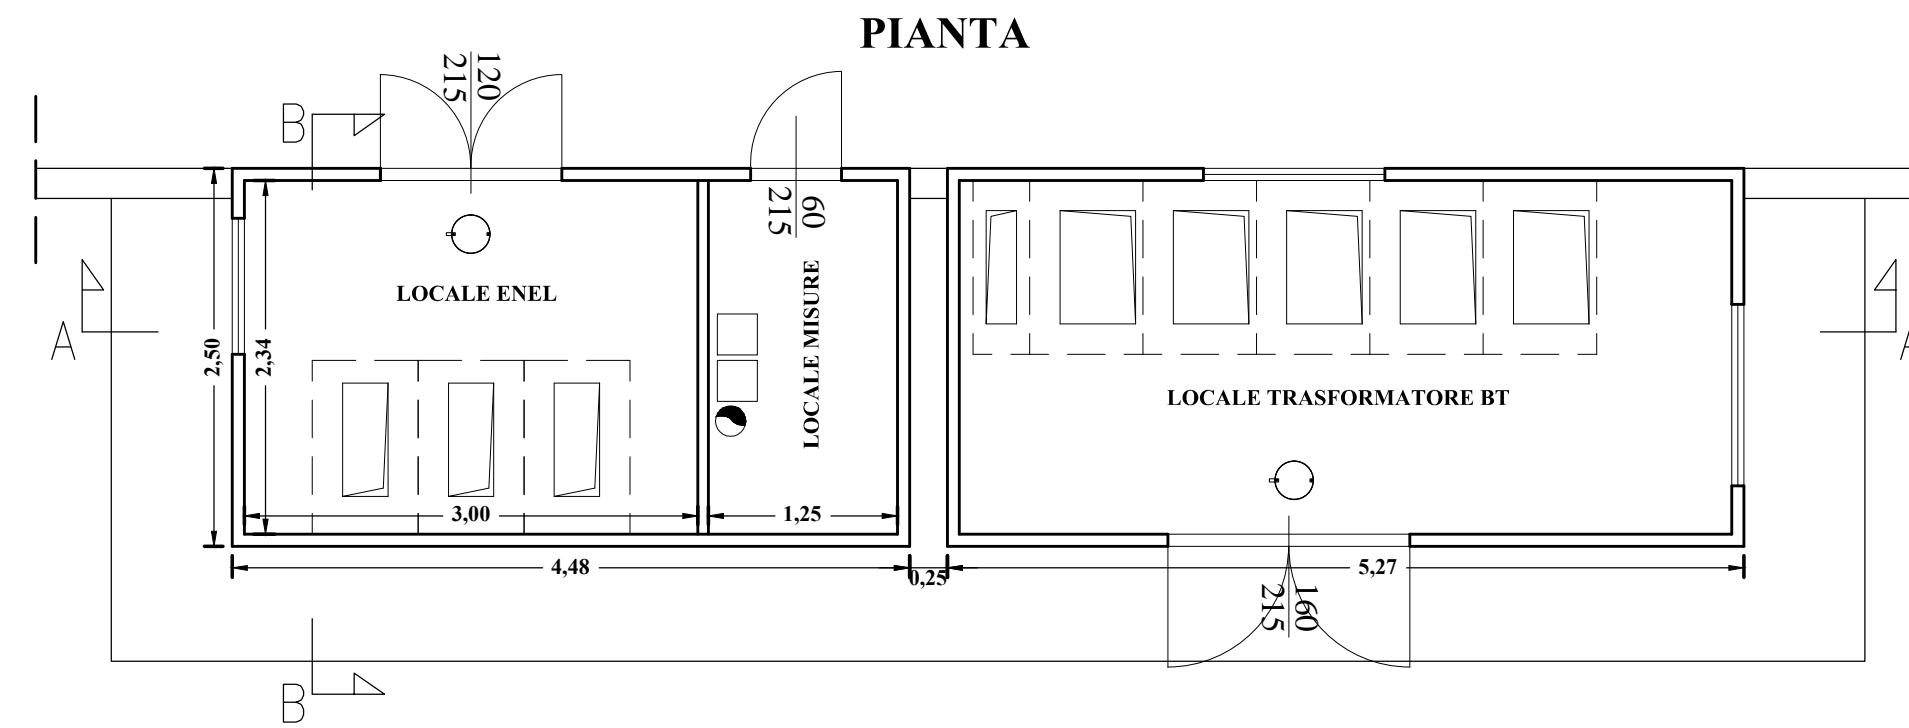 PIANTA
120
215
B
60
215
LOCALE ENEL
LOCALE MISURE
A
A
2,50
2,34
LOCALE TRASFORMATORE BT
3,00
1,25
4,48
0,25
5,27
160
215
B